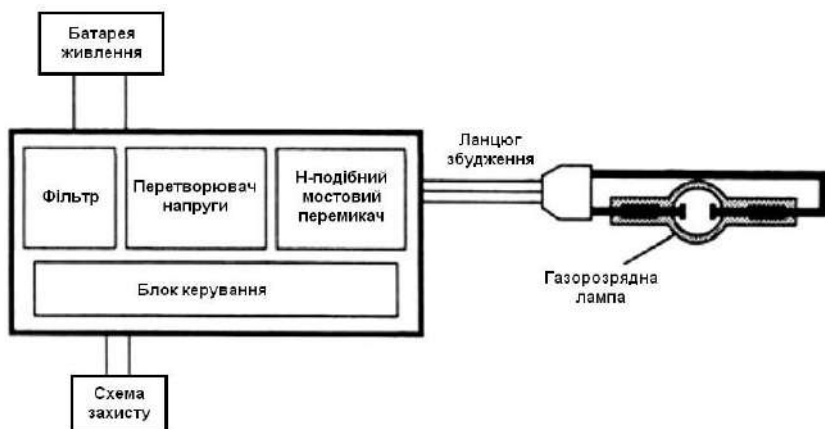 Батарея
живлення
Фільтр
Перетворювач
напруги
Н-подібний
мостовий
перемикач
Ланцюг
збудження
Блок керування
Газорозрядна
лампа
Схема
захисту